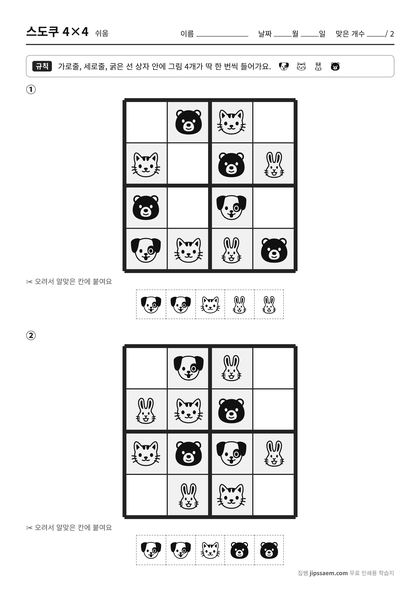 스도쿠 4×4 쉬움 이름 날짜 월 일 맞은 개수 / 2
규칙 가로줄, 세로줄, 굵은 선 상자 안에 그림 4개가 딱 한 번씩 들어가요.
①
✂ 오려서 알맞은 칸에 붙여요
②
✂ 오려서 알맞은 칸에 붙여요
집쌤 jipssaem.com 무료 인쇄용 학습지